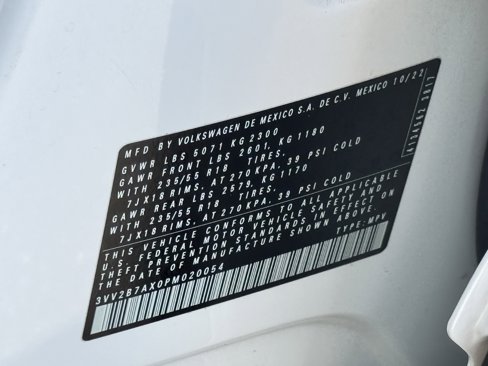 MFD. BY VOLKSWAGEN DE MEXICO S.A. DE C.V. MEXICO 10/22
GVWR LBS 5071 KG 2300
GAWR FRONT LBS 2601, KG 1180
WITH 235/55 R18 TIRES,
7JX18 RIMS, AT 270 KPA, 39 PSI COLD
GAWR REAR LBS 2579, KG 1170
WITH 235/55 R18 TIRES,
7JX18 RIMS, AT 270 KPA, 39 PSI COLD
THIS VEHICLE CONFORMS TO ALL APPLICABLE
U.S. FEDERAL MOTOR VEHICLE SAFETY AND
THEFT PREVENTION STANDARDS IN EFFECT ON
THE DATE OF MANUFACTURE SHOWN ABOVE.
3VV2B7AX0PM020054 TYPE: MPV